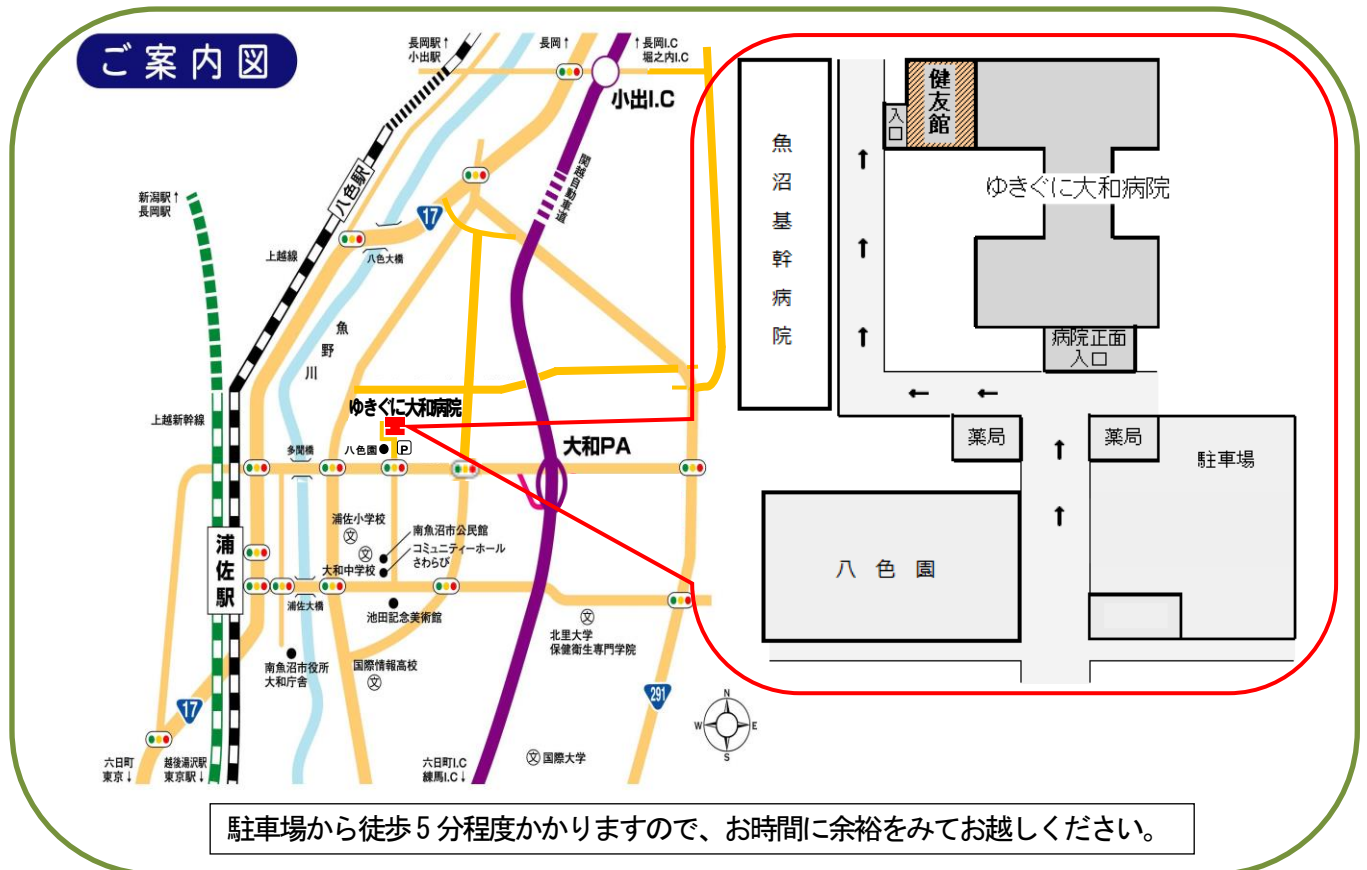 ご案内図
長岡駅↑
小出駅
長岡↑
↑長岡I.C
堀之内I.C
小出I.C
関越自動車道
新潟駅↑
長岡駅
八色駅
17
上越線
八色大橋
魚野川
上越新幹線
ゆきぐに大和病院
八色園
P
大和PA
多聞橋
浦佐小学校
文
文
南魚沼市公民館
コミュニティーホール
さわらび
大和中学校
浦佐駅
浦佐大橋
池田記念美術館
文
北里大学
保健衛生専門学院
南魚沼市役所
大和庁舎
国際情報高校
文
17
291
N
W
E
S
六日町
東京↓
越後湯沢駅
東京駅↓
六日町I.C
練馬I.C↓
文 国際大学
魚沼基幹病院
入口
健友館
↑
ゆきぐに大和病院
↑
↑
病院正面
入口
← ←
薬局
↑
薬局
駐車場
↑
八色園
駐車場から徒歩5分程度かかりますので、お時間に余裕をみてお越しください。